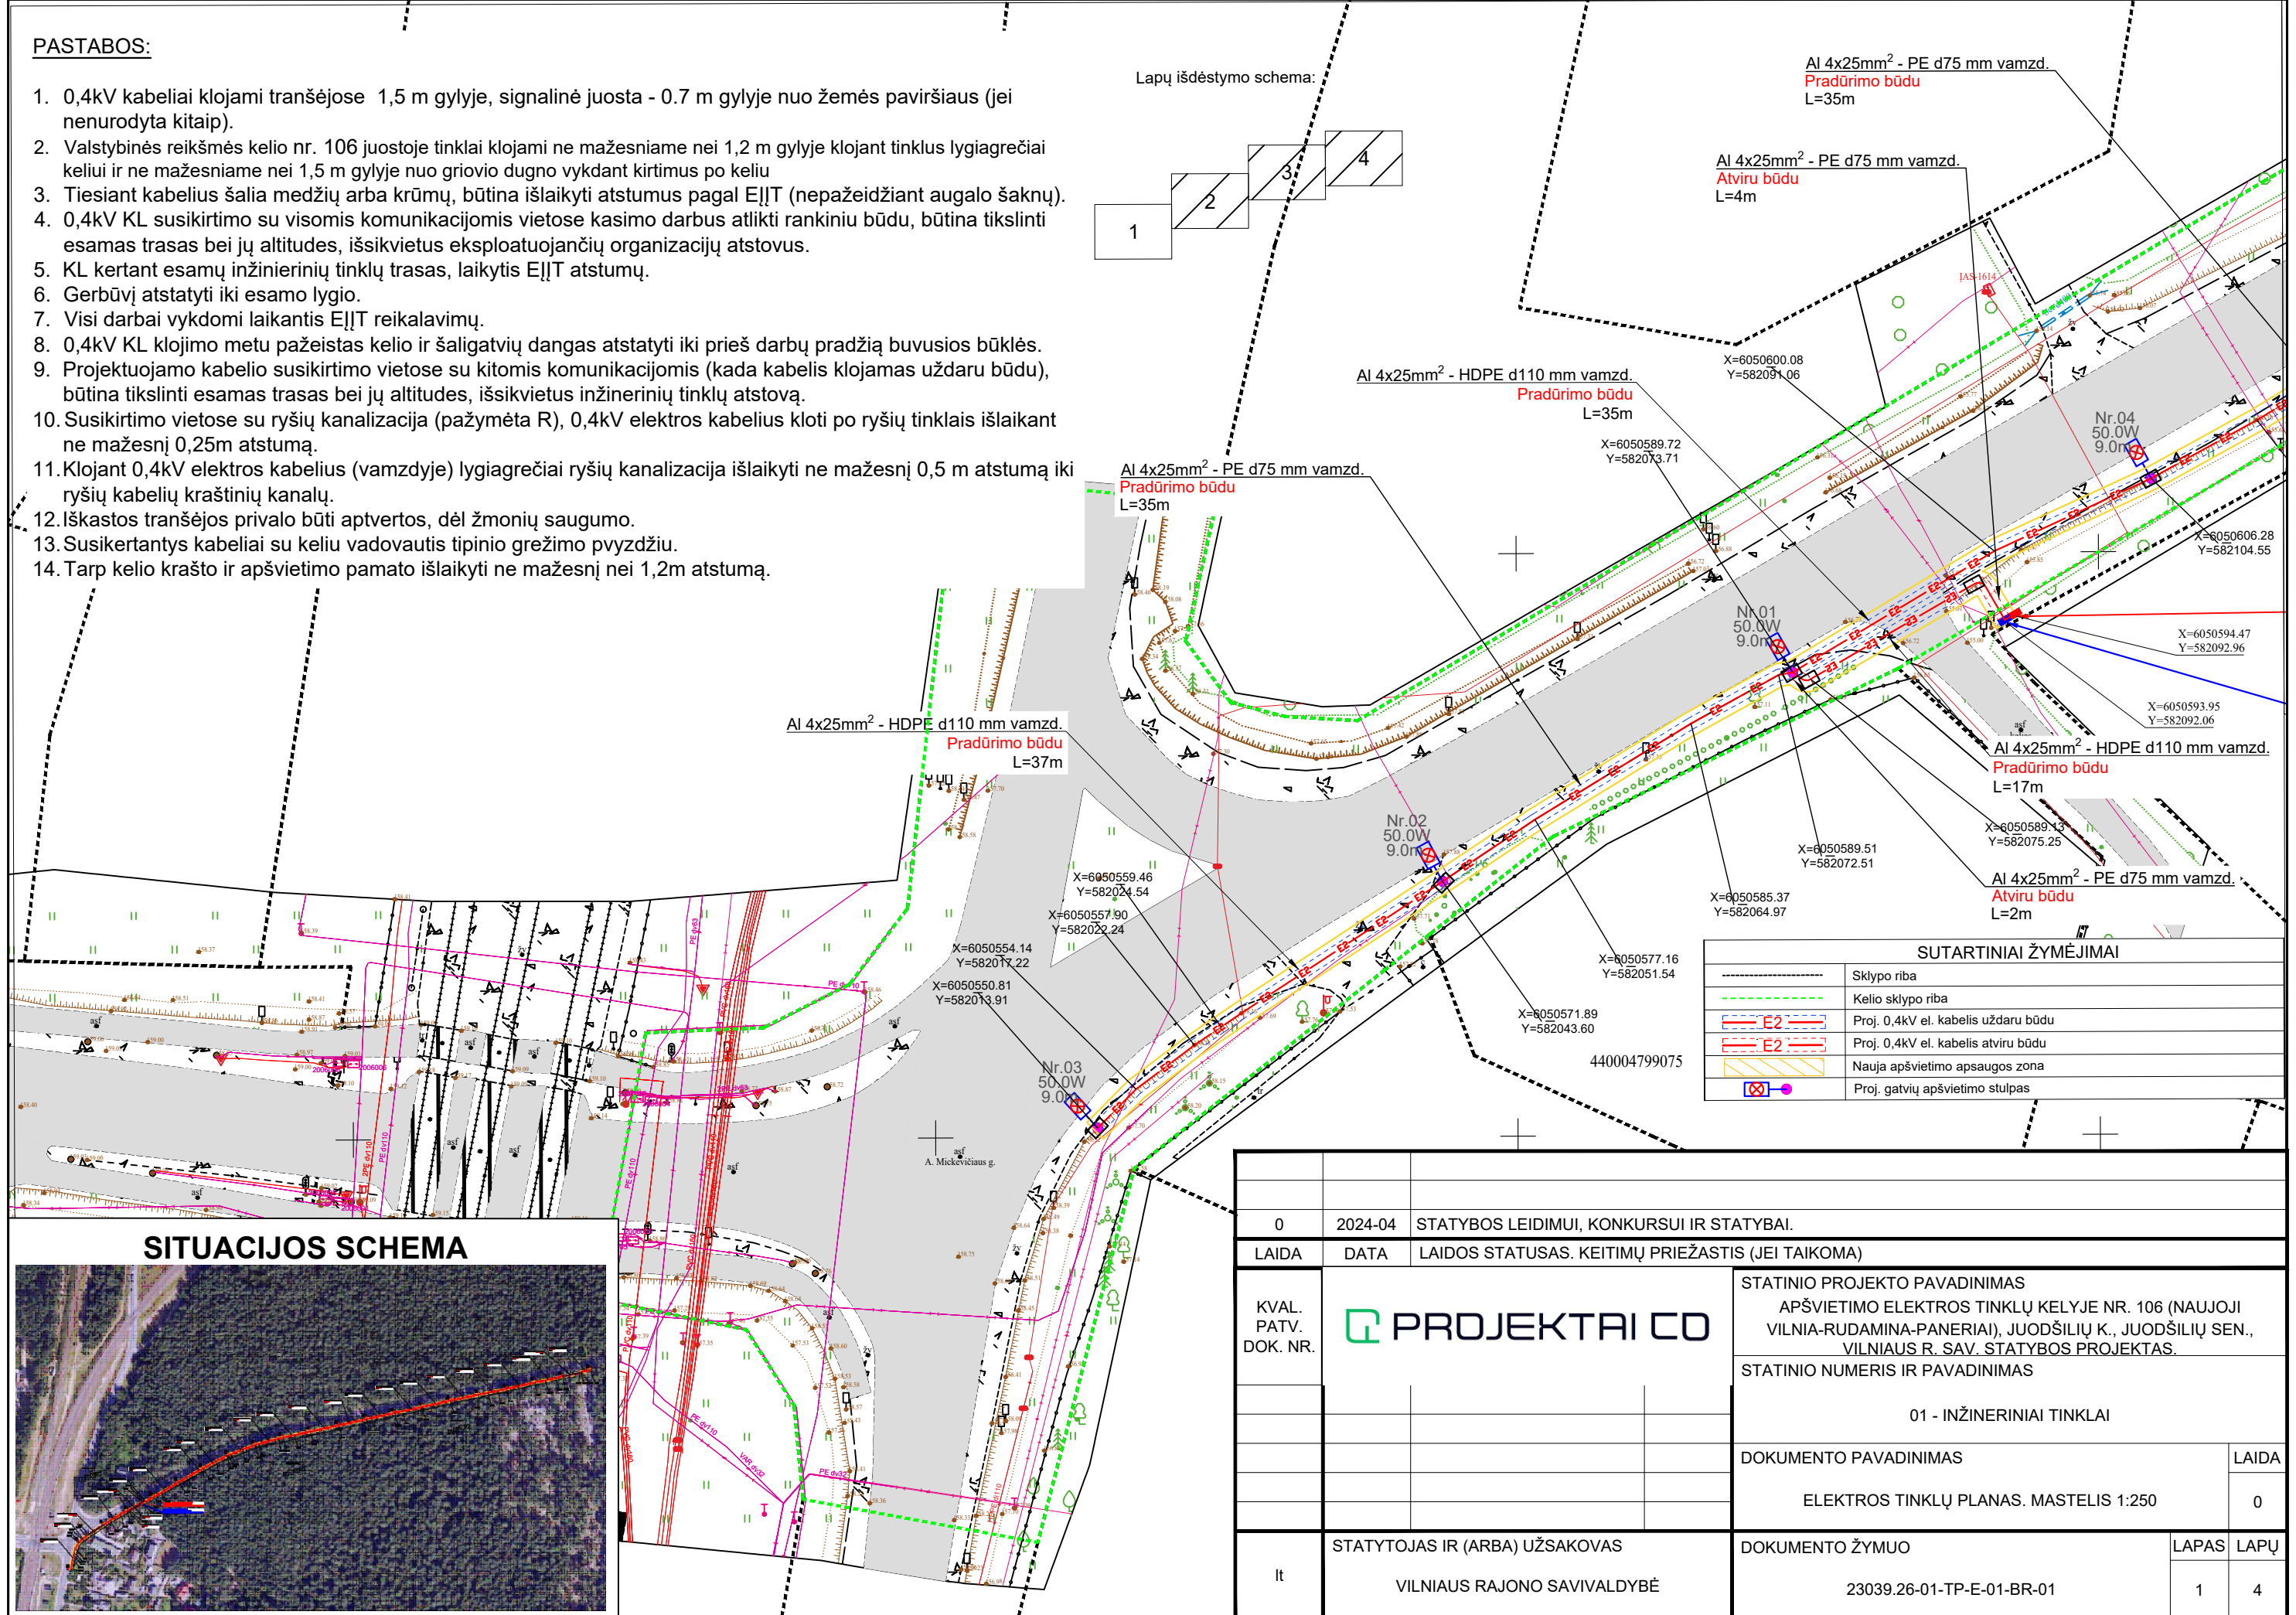 PASTABOS:
1. 0,4kV kabeliai klojami tranšėjose 1,5 m gylyje, signalinė juosta - 0.7 m gylyje nuo žemės paviršiaus (jei
nenurodyta kitaip).
2. Valstybinės reikšmės kelio nr. 106 juostoje tinklai klojami ne mažesniame nei 1,2 m gylyje klojant tinklus lygiagrečiai
keliui ir ne mažesniame nei 1,5 m gylyje nuo griovio dugno vykdant kirtimus po keliu
3. Tiesiant kabelius šalia medžių arba krūmų, būtina išlaikyti atstumus pagal EĮĮT (nepažeidžiant augalo šaknų).
4. 0,4kV KL susikirtimo su visomis komunikacijomis vietose kasimo darbus atlikti rankiniu būdu, būtina tikslinti
esamas trasas bei jų altitudes, išsikvietus eksploatuojančių organizacijų atstovus.
5. KL kertant esamų inžinierinių tinklų trasas, laikytis EĮĮT atstumų.
6. Gerbūvį atstatyti iki esamo lygio.
7. Visi darbai vykdomi laikantis EĮĮT reikalavimų.
8. 0,4kV KL klojimo metu pažeistas kelio ir šaligatvių dangas atstatyti iki prieš darbų pradžią buvusios būklės.
9. Projektuojamo kabelio susikirtimo vietose su kitomis komunikacijomis (kada kabelis klojamas uždaru būdu),
būtina tikslinti esamas trasas bei jų altitudes, išsikvietus inžinerinių tinklų atstovą.
10. Susikirtimo vietose su ryšių kanalizacija (pažymėta R), 0,4kV elektros kabelius kloti po ryšių tinklais išlaikant
ne mažesnį 0,25m atstumą.
11. Klojant 0,4kV elektros kabelius (vamzdyje) lygiagrečiai ryšių kanalizacija išlaikyti ne mažesnį 0,5 m atstumą iki
ryšių kabelių kraštinių kanalų.
12. Iškastos tranšėjos privalo būti aptvertos, dėl žmonių saugumo.
13. Susikertantys kabeliai su keliu vadovautis tipinio grežimo pvyzdžiu.
14. Tarp kelio krašto ir apšvietimo pamato išlaikyti ne mažesnį nei 1,2m atstumą.
Lapų išdėstymo schema:
1
2
3
4
Al 4x25mm² - PE d75 mm vamzd.
Pradūrimo būdu
L=35m
Al 4x25mm² - PE d75 mm vamzd.
Atviru būdu
L=4m
JAS-1614
X=6050600.08
Y=582091.06
Al 4x25mm² - HDPE d110 mm vamzd.
Pradūrimo būdu
L=35m
X=6050589.72
Y=582073.71
Nr.04
50.0W
9.0m
Al 4x25mm² - PE d75 mm vamzd.
Pradūrimo būdu
L=35m
X=6050606.28
Y=582104.55
Nr.01
50.0W
9.0m
X=6050594.47
Y=582092.96
X=6050593.95
Y=582092.06
Al 4x25mm² - HDPE d110 mm vamzd.
Pradūrimo būdu
L=37m
Al 4x25mm² - HDPE d110 mm vamzd.
Pradūrimo būdu
L=17m
Nr.02
50.0W
9.0m
X=6050589.13
Y=582075.25
X=6050589.51
Y=582072.51
Al 4x25mm² - PE d75 mm vamzd.
Atviru būdu
L=2m
X=6050585.37
Y=582064.97
X=6050559.46
Y=582024.54
X=6050557.90
Y=582022.24
X=6050554.14
Y=582017.22
X=6050550.81
Y=582013.91
X=6050577.16
Y=582051.54
X=6050571.89
Y=582043.60
440004799075
Nr.03
50.0W
9.0m
A. Mickevičiaus g.
asf
SUTARTINIAI ŽYMĖJIMAI
Sklypo riba
Kelio sklypo riba
E2 Proj. 0,4kV el. kabelis uždaru būdu
E2 Proj. 0,4kV el. kabelis atviru būdu
Nauja apšvietimo apsaugos zona
Proj. gatvių apšvietimo stulpas
SITUACIJOS SCHEMA
0 2024-04 STATYBOS LEIDIMUI, KONKURSUI IR STATYBAI.
LAIDA DATA LAIDOS STATUSAS. KEITIMŲ PRIEŽASTIS (JEI TAIKOMA)
KVAL.
PATV.
DOK. NR.
PROJEKTAI CO
STATINIO PROJEKTO PAVADINIMAS
APŠVIETIMO ELEKTROS TINKLŲ KELYJE NR. 106 (NAUJOJI
VILNIA-RUDAMINA-PANERIAI), JUODŠILIŲ K., JUODŠILIŲ SEN.,
VILNIAUS R. SAV. STATYBOS PROJEKTAS.
STATINIO NUMERIS IR PAVADINIMAS
01 - INŽINERINIAI TINKLAI
DOKUMENTO PAVADINIMAS
LAIDA
ELEKTROS TINKLŲ PLANAS. MASTELIS 1:250
0
lt
STATYTOJAS IR (ARBA) UŽSAKOVAS
VILNIAUS RAJONO SAVIVALDYBĖ
DOKUMENTO ŽYMUO
LAPAS LAPŲ
23039.26-01-TP-E-01-BR-01
1 4